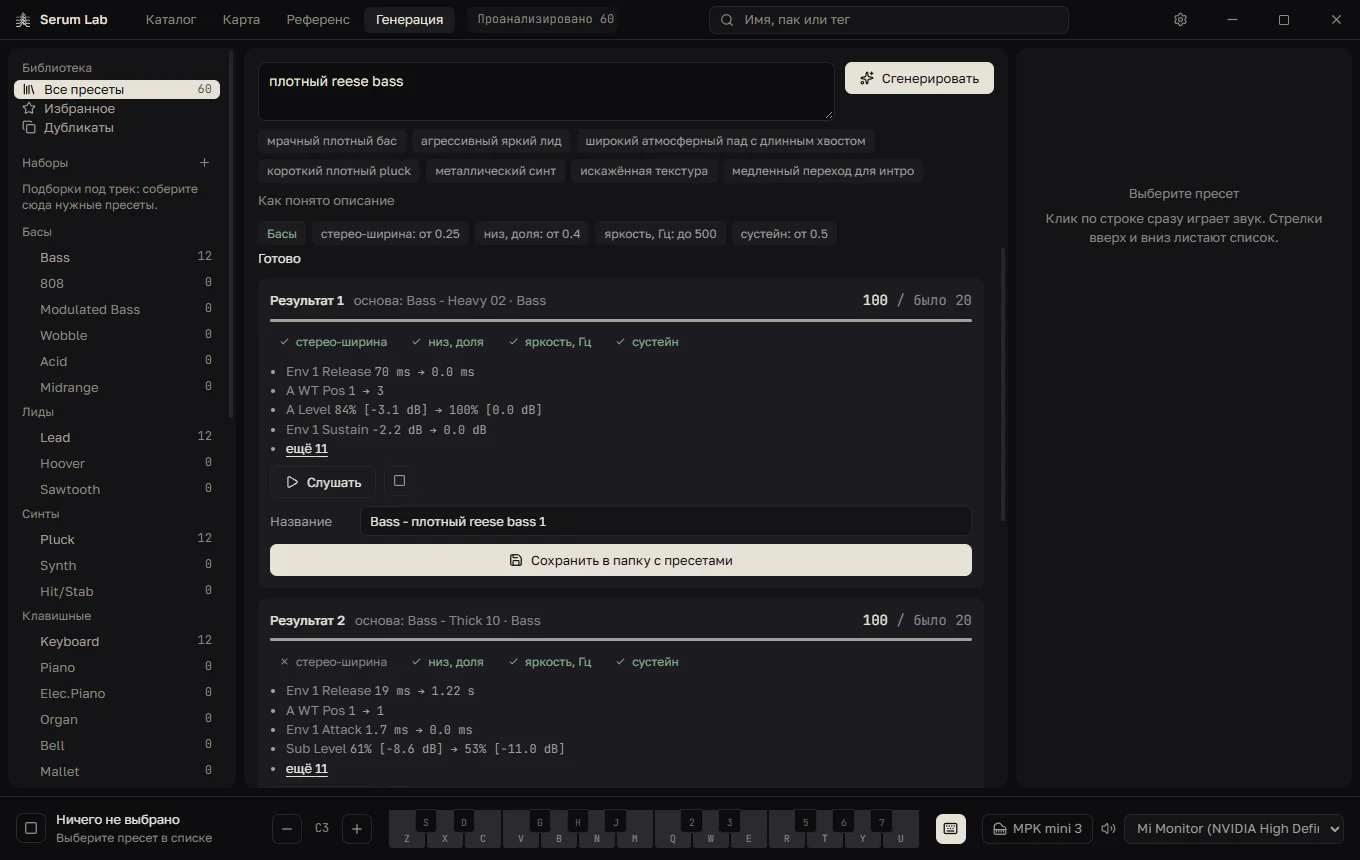 Serum Lab
Каталог
Карта
Референс
Генерация
Проанализировано 60
Имя, пак или тег
Библиотека
Все пресеты 60
Избранное
Дубликаты
Наборы
Подборки под трек: соберите
сюда нужные пресеты.
Басы
Bass 12
808 0
Modulated Bass 0
Wobble 0
Acid 0
Midrange 0
Лиды
Lead 12
Hoover 0
Sawtooth 0
Синты
Pluck 12
Synth 0
Hit/Stab 0
Клавишные
Keyboard 12
Piano 0
Elec.Piano 0
Organ 0
Bell 0
Mallet 0
плотный reese bass
Сгенерировать
мрачный плотный бас
агрессивный яркий лид
широкий атмосферный пад с длинным хвостом
короткий плотный pluck
металлический синт
искажённая текстура
медленный переход для интро
Как понято описание
Басы
стерео-ширина: от 0.25
низ, доля: от 0.4
яркость, Гц: до 500
сустейн: от 0.5
Готово
Результат 1 основа: Bass - Heavy 02 · Bass 100 / было 20
✓ стерео-ширина ✓ низ, доля ✓ яркость, Гц ✓ сустейн
• Env 1 Release 70 ms → 0.0 ms
• A WT Pos 1 → 3
• A Level 84% [-3.1 dB] → 100% [0.0 dB]
• Env 1 Sustain -2.2 dB → 0.0 dB
• ещё 11
Слушать
Название Bass - плотный reese bass 1
Сохранить в папку с пресетами
Результат 2 основа: Bass - Thick 10 · Bass 100 / было 20
× стерео-ширина ✓ низ, доля ✓ яркость, Гц ✓ сустейн
• Env 1 Release 19 ms → 1.22 s
• A WT Pos 1 → 1
• Env 1 Attack 1.7 ms → 0.0 ms
• Sub Level 61% [-8.6 dB] → 53% [-11.0 dB]
• ещё 11
Выберите пресет
Клик по строке сразу играет звук. Стрелки
вверх и вниз листают список.
Ничего не выбрано
Выберите пресет в списке
C3
S D G H J 2 3 5 6 7
Z X C V B N M Q W E R T Y U
MPK mini 3
Mi Monitor (NVIDIA High Defi